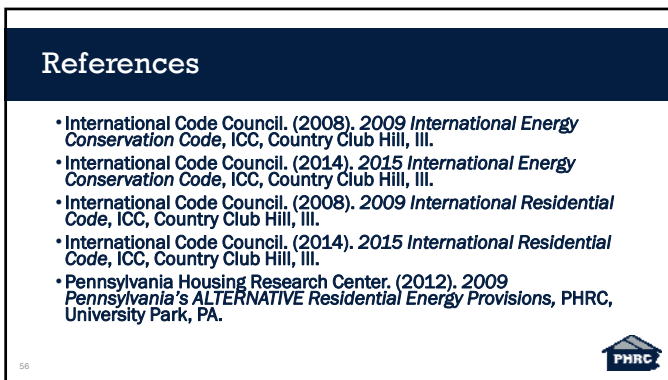 References
•International Code Council. (2008). 2009 International Energy
Conservation Code, ICC, Country Club Hill, Ill.
•International Code Council. (2014). 2015 International Energy
Conservation Code, ICC, Country Club Hill, Ill.
•International Code Council. (2008). 2009 International Residential
Code, ICC, Country Club Hill, Ill.
•International Code Council. (2014). 2015 International Residential
Code, ICC, Country Club Hill, Ill.
•Pennsylvania Housing Research Center. (2012). 2009
Pennsylvania's ALTERNATIVE Residential Energy Provisions, PHRC,
University Park, PA.
PHRC
56